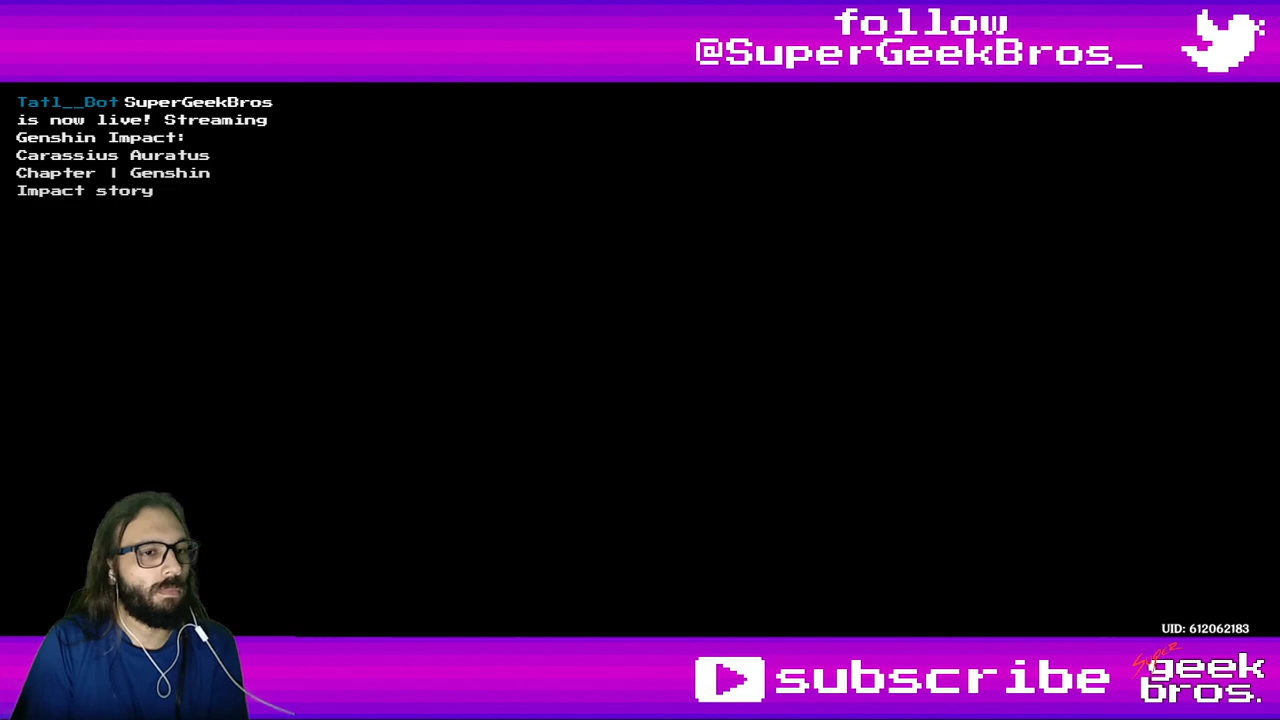 follow
@SuperGeekBros_
Tatl__Bot SuperGeekBros
is now live! Streaming
Genshin Impact:
Carassius Auratus
Chapter | Genshin
Impact story
UID: 612062183
subscribe
SUPER
geek
bros.